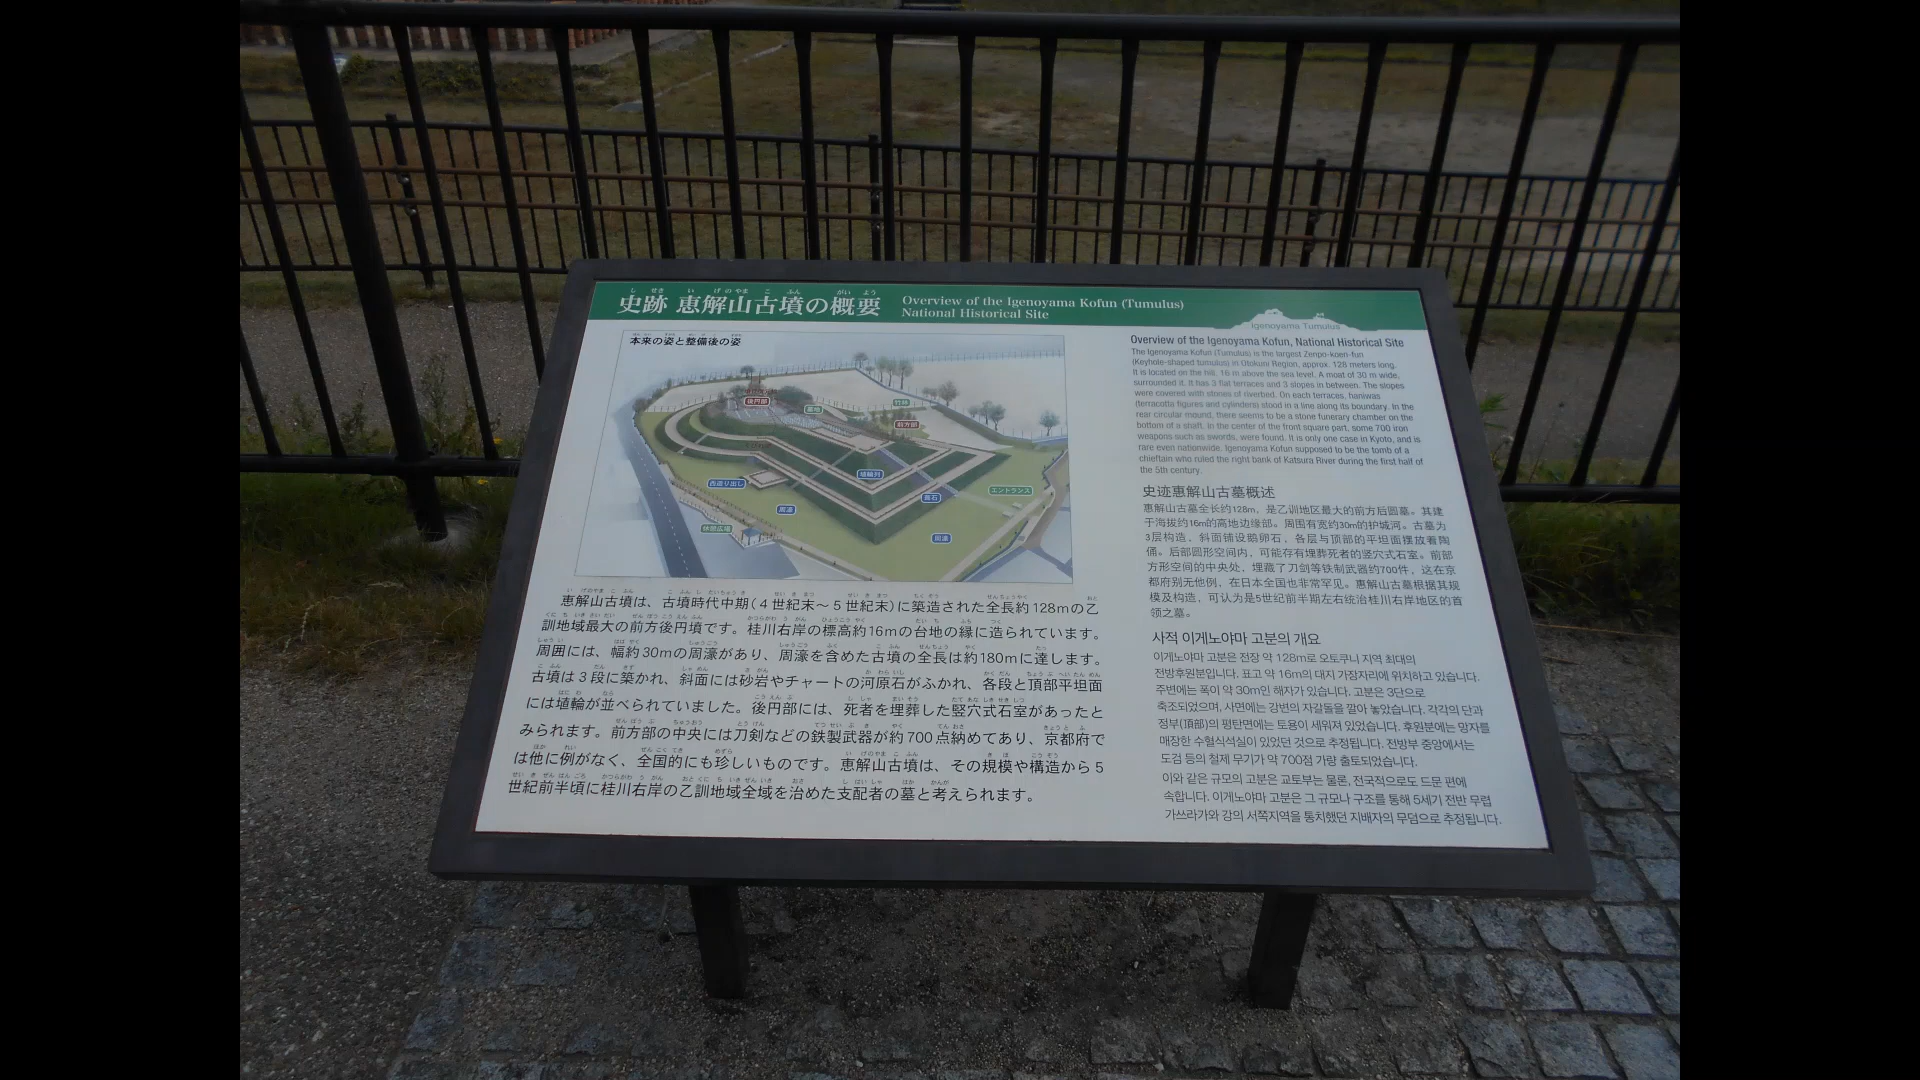 史跡 恵解山古墳の概要
Overview of the Igenoyama Kofun (Tumulus)
National Historical Site
Igenoyama Tumulus
本来の姿と整備後の姿
後円部
墓地
竹林
前方部
埴輪列
西造り出し
葺石
エントランス
周濠
周濠
恵解山古墳は、古墳時代中期(4世紀末～5世紀末)に築造された全長約128mの乙
訓地域最大の前方後円墳です。桂川右岸の標高約16mの台地の縁に造られています。
周囲には、幅約30mの周濠があり、周濠を含めた古墳の全長は約180mに達します。
古墳は3段に築かれ、斜面には砂岩やチャートの河原石がふかれ、各段と頂部平坦面
には埴輪が並べられていました。後円部には、死者を埋葬した竪穴式石室があったと
みられます。前方部の中央には刀剣などの鉄製武器が約700点納めてあり、京都府で
は他に例がなく、全国的にも珍しいものです。恵解山古墳は、その規模や構造から5
世紀前半頃に桂川右岸の乙訓地域全域を治めた支配者の墓と考えられます。
Overview of the Igenoyama Kofun, National Historical Site
The Igenoyama Kofun (Tumulus) is the largest Zenpo-koen-fun
(Keyhole-shaped tumulus) in Otokuni Region, approx. 128 meters long.
It is located on the hill, 16 m above the sea level. A moat of 30 m wide,
surrounded it. It has 3 flat terraces and 3 slopes in between. The slopes
were covered with stones of riverbed. On each terraces, haniwas
(terracotta figures and cylinders) stood in a line along its boundary. In the
rear circular mound, there seems to be a stone funerary chamber on the
bottom of a shaft. In the center of the front square part, some 700 iron
weapons such as swords, were found. It is only one case in Kyoto, and is
rare even nationwide. Igenoyama Kofun supposed to be the tomb of a
chieftain who ruled the right bank of Katsura River during the first half of
the 5th century.
史迹惠解山古墓概述
惠解山古墓全长约128m，是乙训地区最大的前方后圆墓。其建
于海拔约16m的高地边缘部。周围有宽约30m的护城河。古墓为
3层构造，斜面铺设鹅卵石，各层与顶部的平坦面摆放着陶
俑。后部圆形空间内，可能存有埋葬死者的竖穴式石室。前部
方形空间的中央处，埋藏了刀剑等铁制武器约700件，这在京
都府别无他例，在日本全国也非常罕见。惠解山古墓根据其规
模及构造，可认为是5世纪前半期左右统治桂川右岸地区的首
领之墓。
사적 이게노야마 고분의 개요
이게노야마 고분은 전장 약 128m로 오토쿠니 지역 최대의
전방후원분입니다. 표고 약 16m의 대지 가장자리에 위치하고 있습니다.
주변에는 폭이 약 30m인 해자가 있습니다. 고분은 3단으로
축조되었으며, 사면에는 강변의 자갈돌을 깔아 놓았습니다. 각각의 단과
정부(頂部)의 평탄면에는 토용이 세워져 있었습니다. 후원분에는 망자를
매장한 수혈식석실이 있었던 것으로 추정됩니다. 전방부 중앙에서는
도검 등의 철제 무기가 약 700점 가량 출토되었습니다.
이와 같은 규모의 고분은 교토부는 물론, 전국적으로도 드문 편에
속합니다. 이게노야마 고분은 그 규모나 구조를 통해 5세기 전반 무렵
가쓰라가와 강의 서쪽지역을 통치했던 지배자의 무덤으로 추정됩니다.